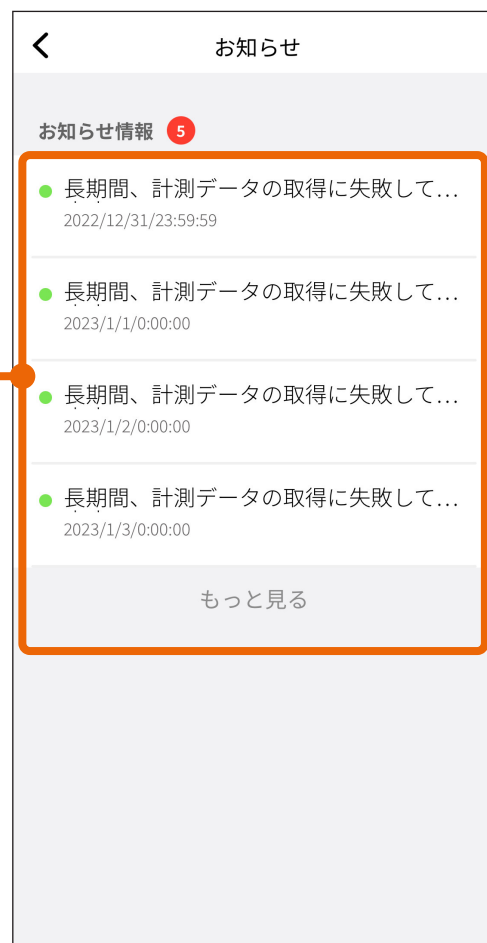 お知らせ
お知らせ情報 5
長期間、計測データの取得に失敗して...
2022/12/31/23:59:59
長期間、計測データの取得に失敗して...
2023/1/1/0:00:00
長期間、計測データの取得に失敗して...
2023/1/2/0:00:00
長期間、計測データの取得に失敗して...
2023/1/3/0:00:00
もっと見る